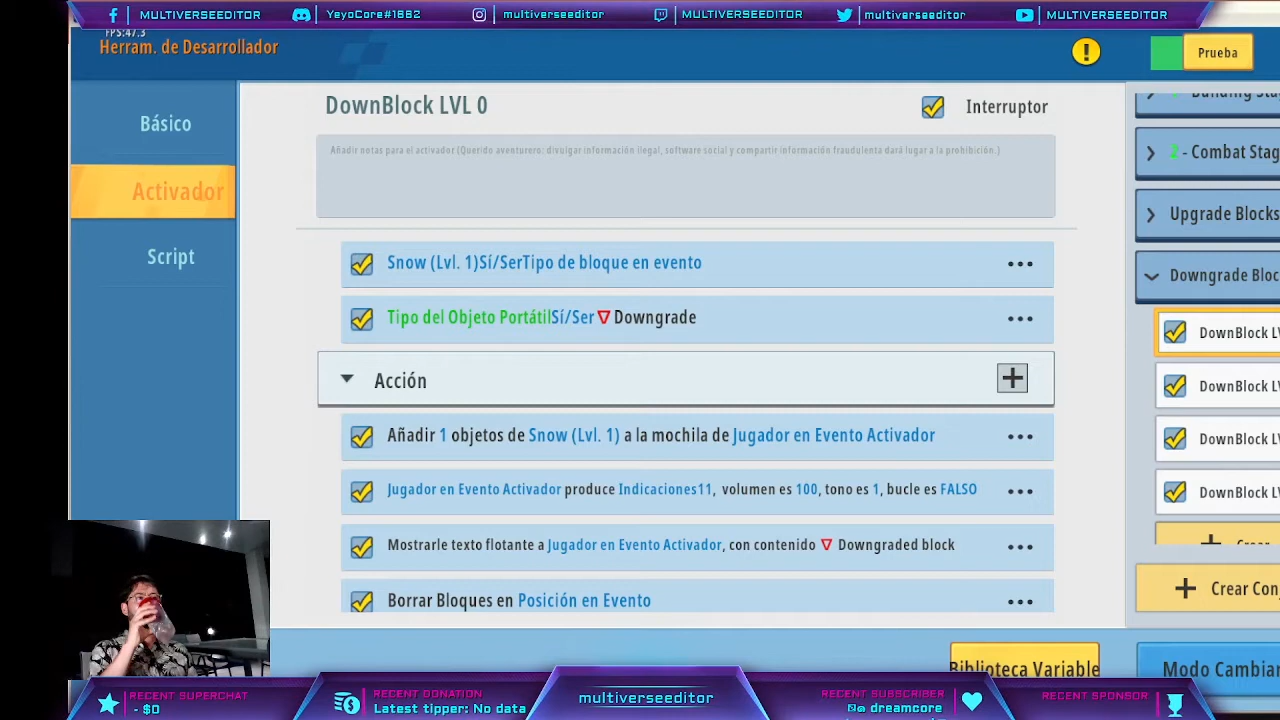 MULTIVERSEEDITOR YeyoCore#1662 multiverseeditor MULTIVERSEEDITOR multiverseeditor MULTIVERSEEDITOR
FPS:47.3
Herram. de Desarrollador
Prueba
Básico
Activador
Script
DownBlock LVL 0
Interruptor
Añadir notas para el activador (Querido aventurero: divulgar información ilegal, software social y compartir información fraudulenta dará lugar a la prohibición.)
Snow (Lvl. 1)Sí/SerTipo de bloque en evento
Tipo del Objeto PortátilSí/Ser ∇ Downgrade
Acción
Añadir 1 objetos de Snow (Lvl. 1) a la mochila de Jugador en Evento Activador
Jugador en Evento Activador produce Indicaciones11, volumen es 100, tono es 1, bucle es FALSO
Mostrarle texto flotante a Jugador en Evento Activador, con contenido ∇ Downgraded block
Borrar Bloques en Posición en Evento
Building Stag
2 - Combat Stag
Upgrade Blocks
Downgrade Bloc
DownBlock LV
DownBlock LV
DownBlock LV
DownBlock LV
Crear
Crear Con
Biblioteca Variable
Modo Cambiar
RECENT SUPERCHAT
- $0
RECENT DONATION
Latest tipper: No data
multiverseeditor
RECENT SUBSCRIBER
dreamcore
RECENT SPONSOR